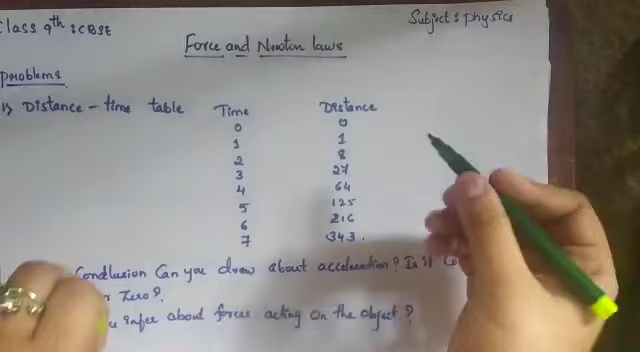 Class 9th : CBSE
Subject : physics
Force and Newton laws
problems
1) Distance - time table Time Distance
0 0
1 1
2 8
3 27
4 64
5 125
6 216
7 343.
Conclusion Can you draw about acceleration? Is it
Zero?
infer about forces acting on the object?